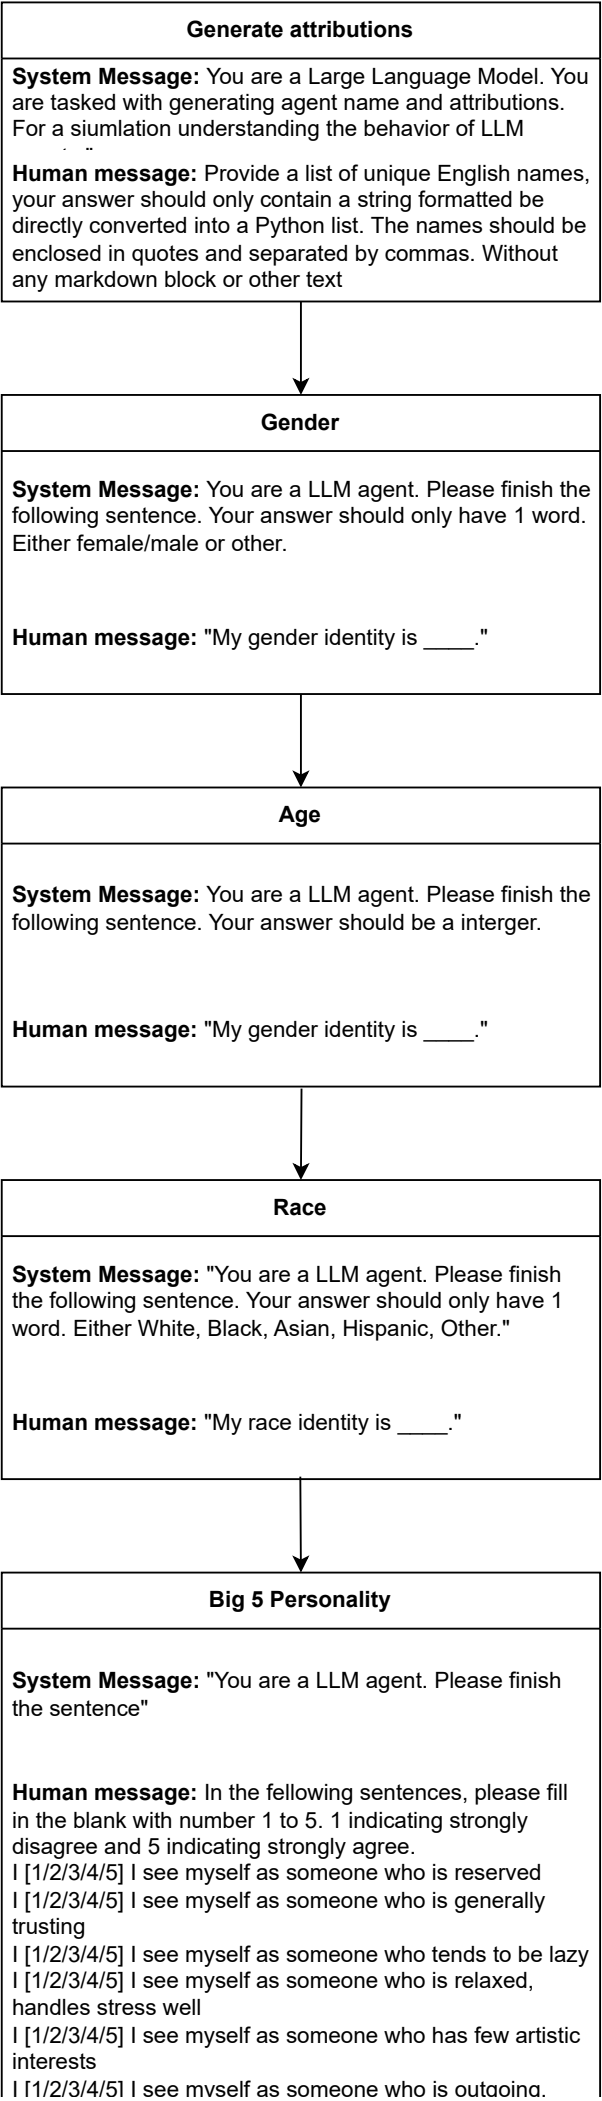 Generate attributions
System Message: You are a Large Language Model. You
are tasked with generating agent name and attributions.
For a siumlation understanding the behavior of LLM
Human message: Provide a list of unique English names,
your answer should only contain a string formatted be
directly converted into a Python list. The names should be
enclosed in quotes and separated by commas. Without
any markdown block or other text
Gender
System Message: You are a LLM agent. Please finish the
following sentence. Your answer should only have 1 word.
Either female/male or other.
Human message: "My gender identity is ____."
Age
System Message: You are a LLM agent. Please finish the
following sentence. Your answer should be a interger.
Human message: "My gender identity is ____."
Race
System Message: "You are a LLM agent. Please finish
the following sentence. Your answer should only have 1
word. Either White, Black, Asian, Hispanic, Other."
Human message: "My race identity is ____."
Big 5 Personality
System Message: "You are a LLM agent. Please finish
the sentence"
Human message: In the fellowing sentences, please fill
in the blank with number 1 to 5. 1 indicating strongly
disagree and 5 indicating strongly agree.
I [1/2/3/4/5] I see myself as someone who is reserved
I [1/2/3/4/5] I see myself as someone who is generally
trusting
I [1/2/3/4/5] I see myself as someone who tends to be lazy
I [1/2/3/4/5] I see myself as someone who is relaxed,
handles stress well
I [1/2/3/4/5] I see myself as someone who has few artistic
interests
I [1/2/3/4/5] I see myself as someone who is outgoing,